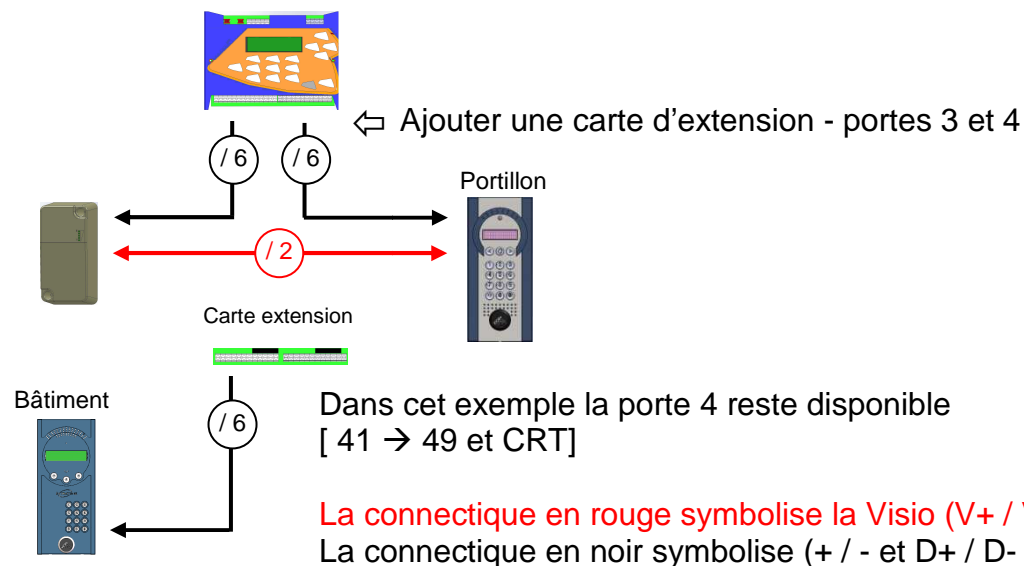 ⇦ Ajouter une carte d'extension - portes 3 et 4
/ 6
/ 6
Portillon
/ 2
Carte extension
Bâtiment
/ 6
Dans cet exemple la porte 4 reste disponible
[ 41 → 49 et CRT]
La connectique en rouge symbolise la Visio (V+ /
La connectique en noir symbolise (+ / - et D+ / D-